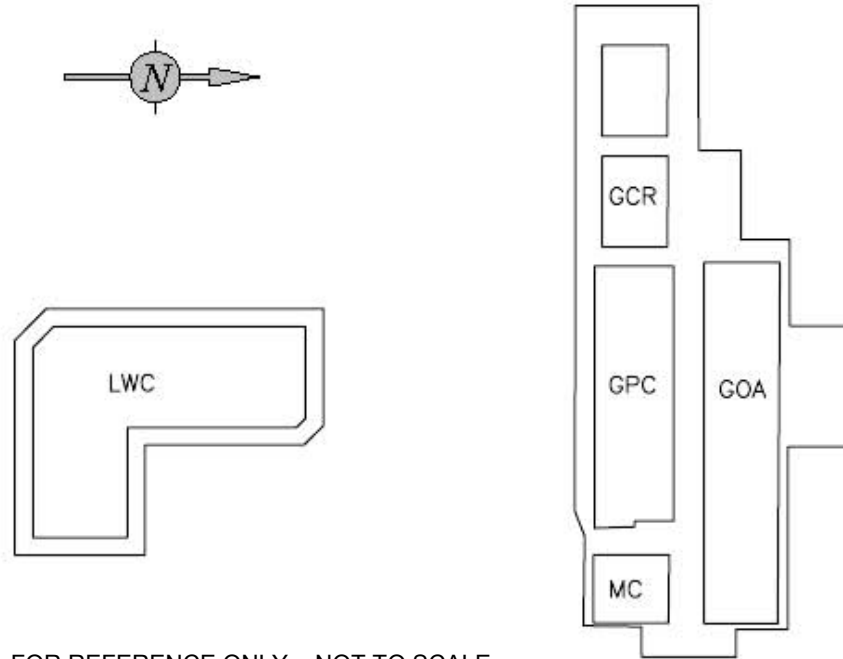 N
GCR
LWC
GPC
GOA
MC
FOR REFERENCE ONLY – NOT TO SCALE